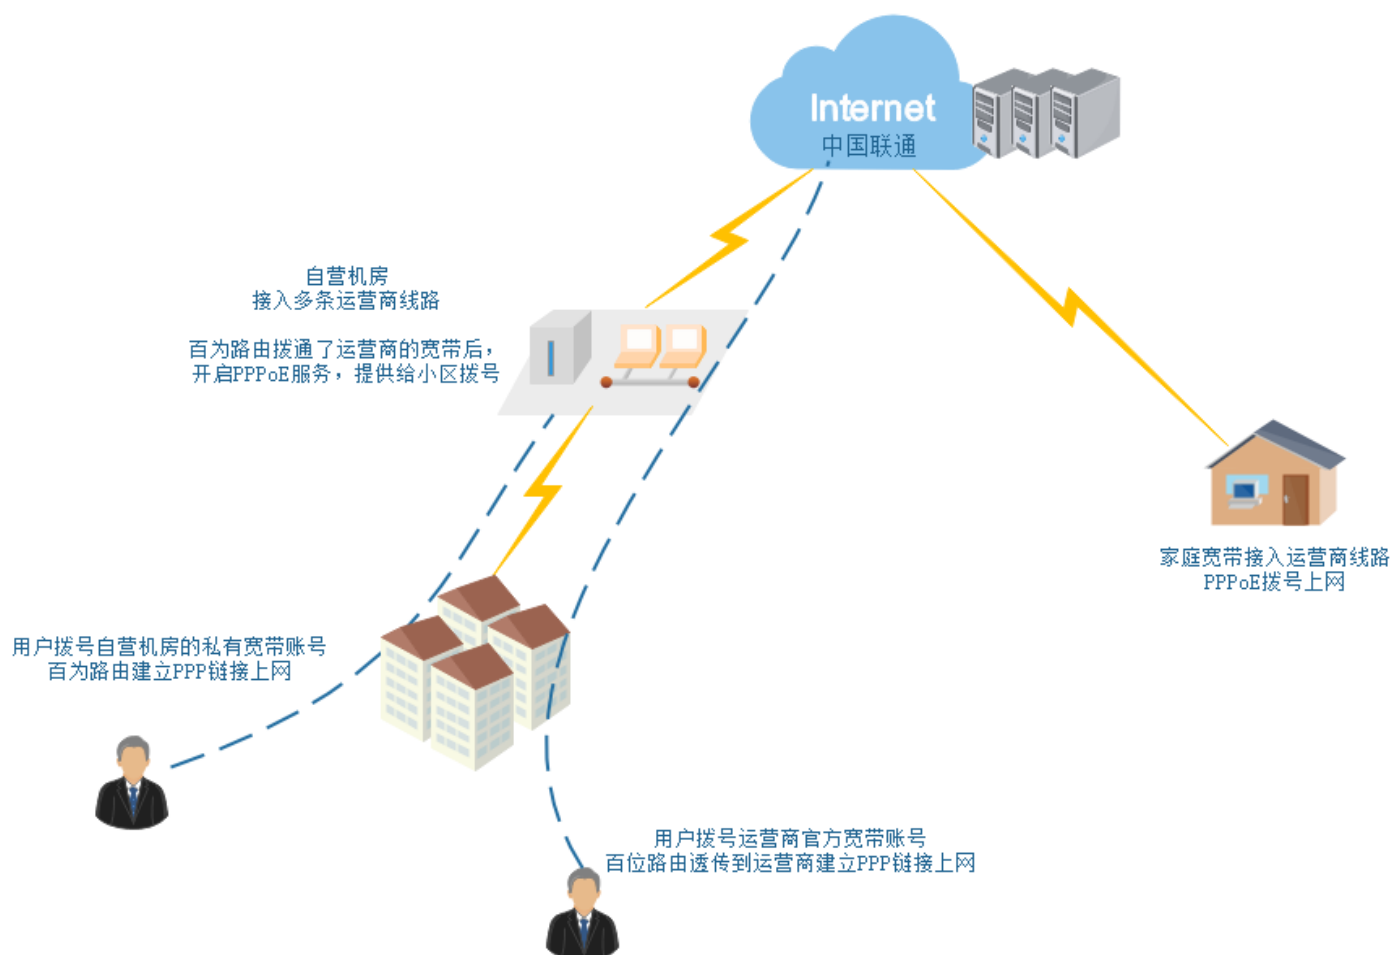 Internet
中国联通
自营机房
接入多条运营商线路
百为路由拨通了运营商的宽带后，
开启PPPoE服务，提供给小区拨号
家庭宽带接入运营商线路
PPPoE拨号上网
用户拨号自营机房的私有宽带账号
百为路由建立PPP链接上网
用户拨号运营商官方宽带账号
百位路由透传到运营商建立PPP链接上网